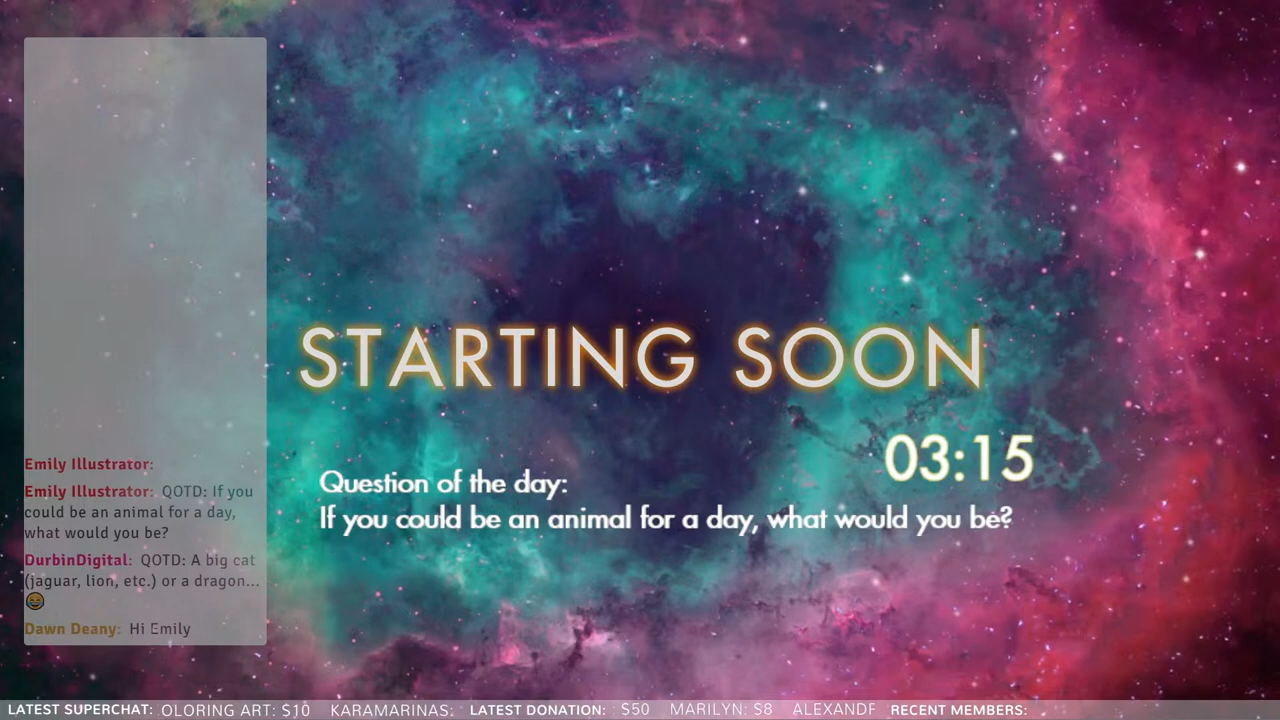 STARTING SOON
03:15
Question of the day:
If you could be an animal for a day, what would you be?
Emily Illustrator:
Emily Illustrator: QOTD: If you
could be an animal for a day,
what would you be?
DurbinDigital: QOTD: A big cat
(jaguar, lion, etc.) or a dragon...
Dawn Deany: Hi Emily
LATEST SUPERCHAT: OLORING ART: $10 KARAMARINAS: LATEST DONATION: $50 MARILYN: $8 ALEXANDF RECENT MEMBERS: